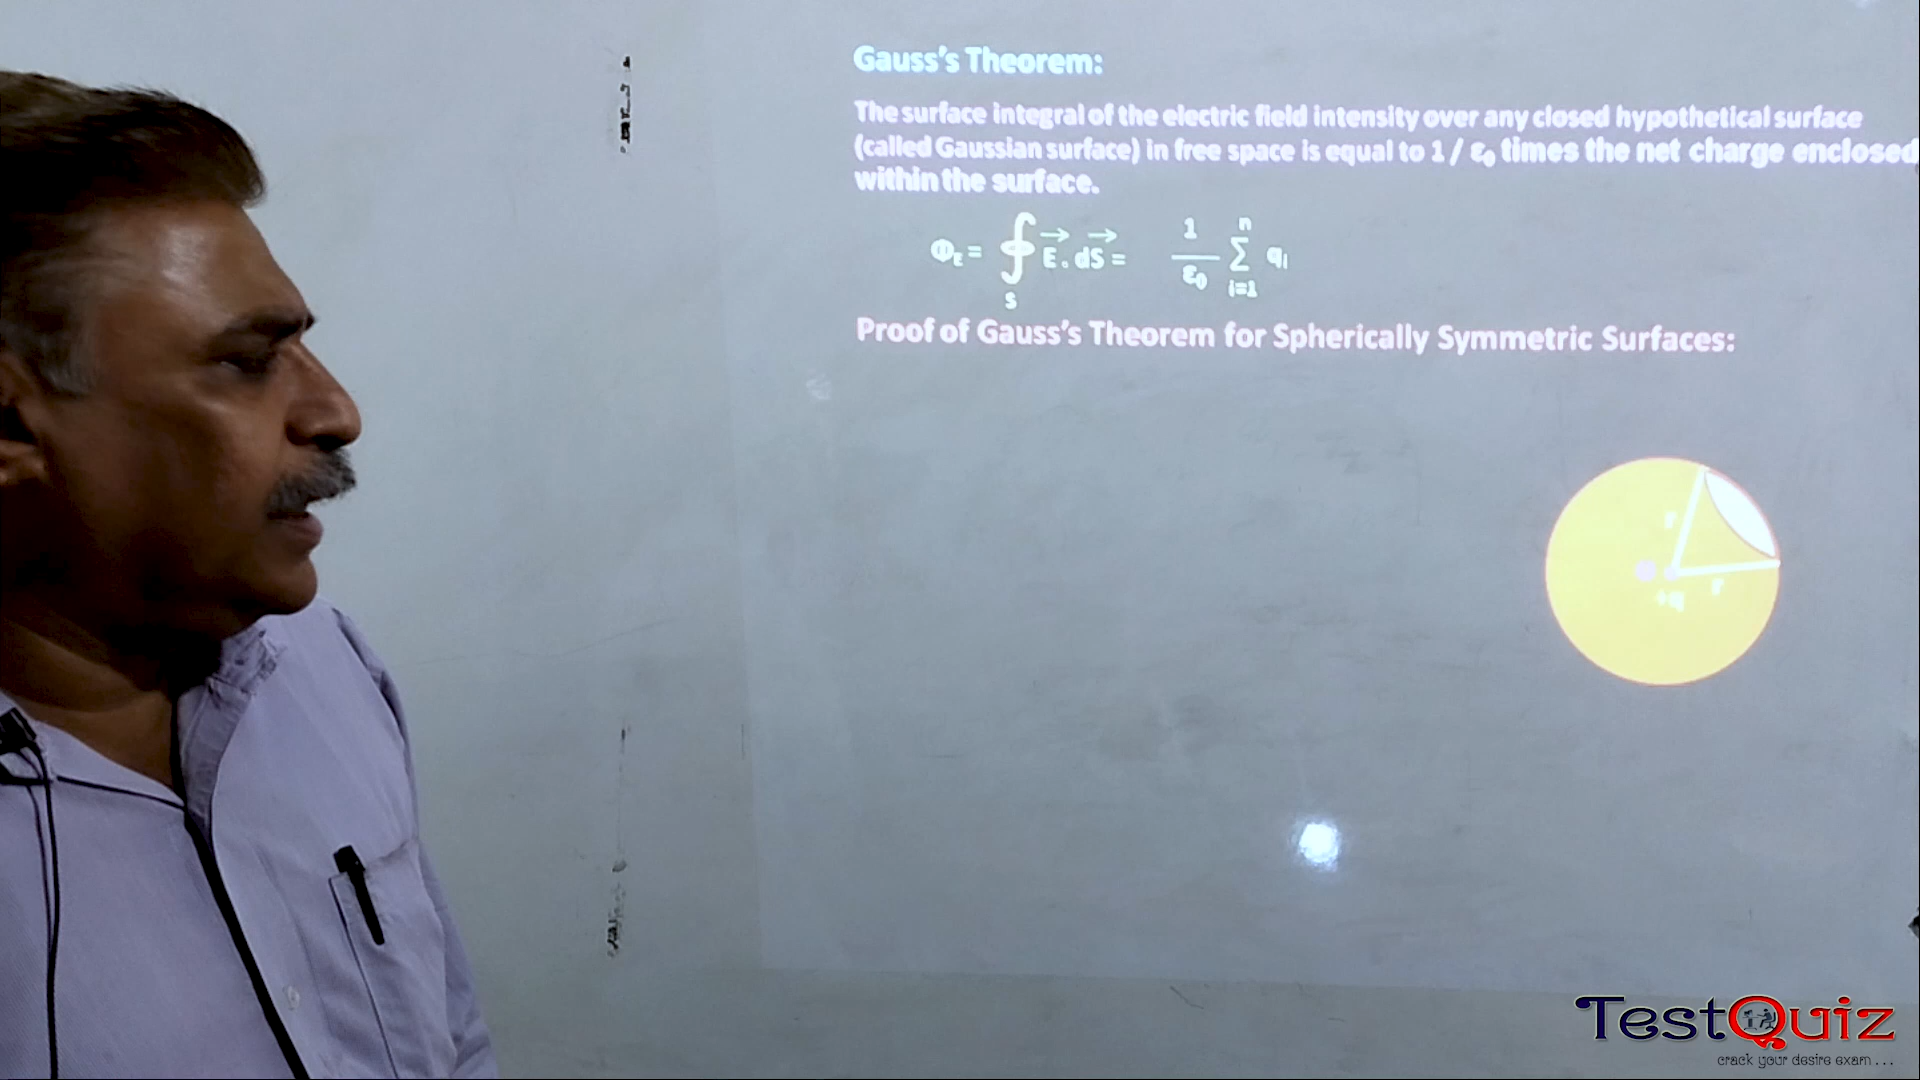 Gauss's Theorem:
The surface integral of the electric field intensity over any closed hypothetical surface
(called Gaussian surface) in free space is equal to 1 / ε₀ times the net charge enclosed
within the surface.
Φ_E = ∮_S E⃗ . dS⃗ = 1/ε₀ ∑_{i=1}^{n} q_i
Proof of Gauss's Theorem for Spherically Symmetric Surfaces:
r
r
+q
TestQuiz
crack your desire exam . . .